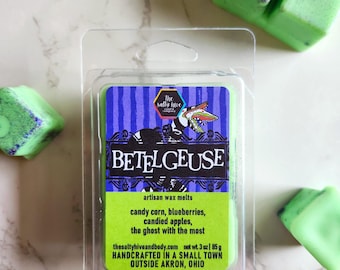 the
salty hive
BETELGEUSE
artisan wax melts
candy corn, blueberries,
candied apples,
the ghost with the most
thesaltyhiveandbody.com net wt. 3 oz | 85 g
HANDCRAFTED IN A SMALL TOWN
OUTSIDE AKRON, OHIO